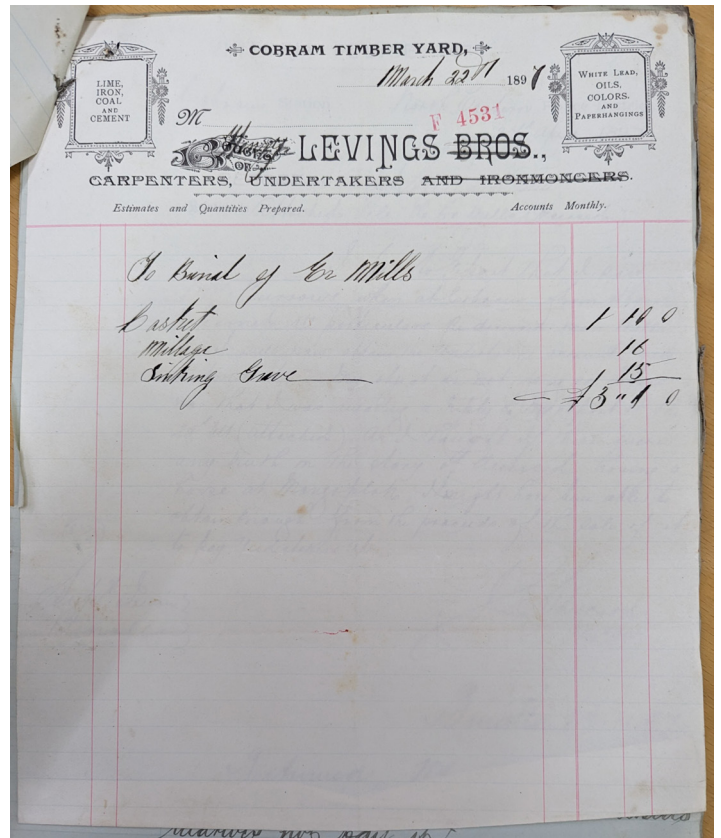 COBRAM TIMBER YARD,
March 22nd 1897
LIME,
IRON,
COAL
AND
CEMENT
WHITE LEAD,
OILS,
COLORS.
AND
PAPERHANGINGS
M
F 4531
BOUGHT
OF
LEVINGS BROS.,
CARPENTERS, UNDERTAKERS AND IRONMONGERS.
Estimates and Quantities Prepared. Accounts Monthly.
To Burial of Mills
Casket 1 10 0
Millage 16
Sinking Grave 15
£3 " 1 0